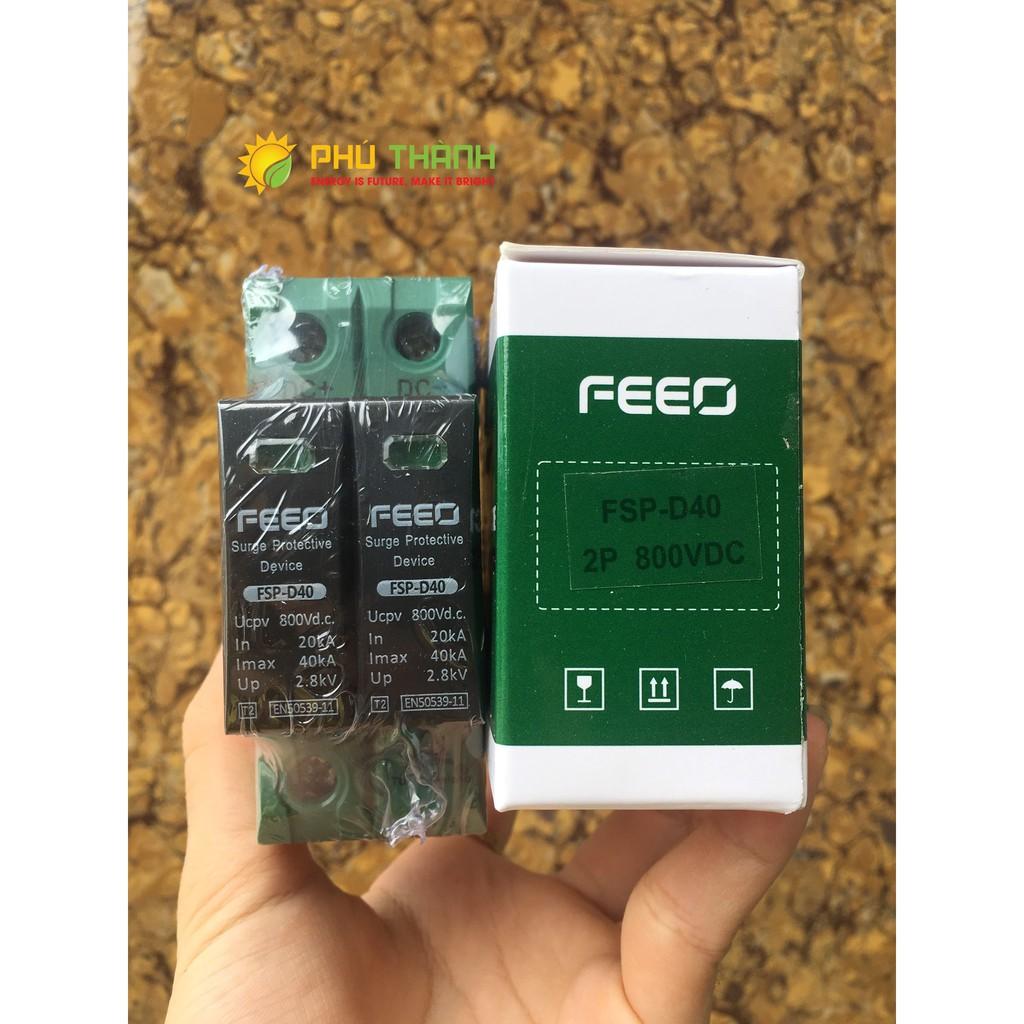 PHÚ THÀNH
ENERGY IS FUTURE, MAKE IT BRIGHT
DC+
DC-
FEEO
Surge Protective
Device
FSP-D40
Ucpv 800Vd.c.
In 20kA
Imax 40kA
Up 2.8kV
T2 EN50539-11
FEEO
Surge Protective
Device
FSP-D40
Ucpv 800Vd.c.
In 20kA
Imax 40kA
Up 2.8kV
T2 EN50539-11
FEEO
FSP-D40
2P 800VDC